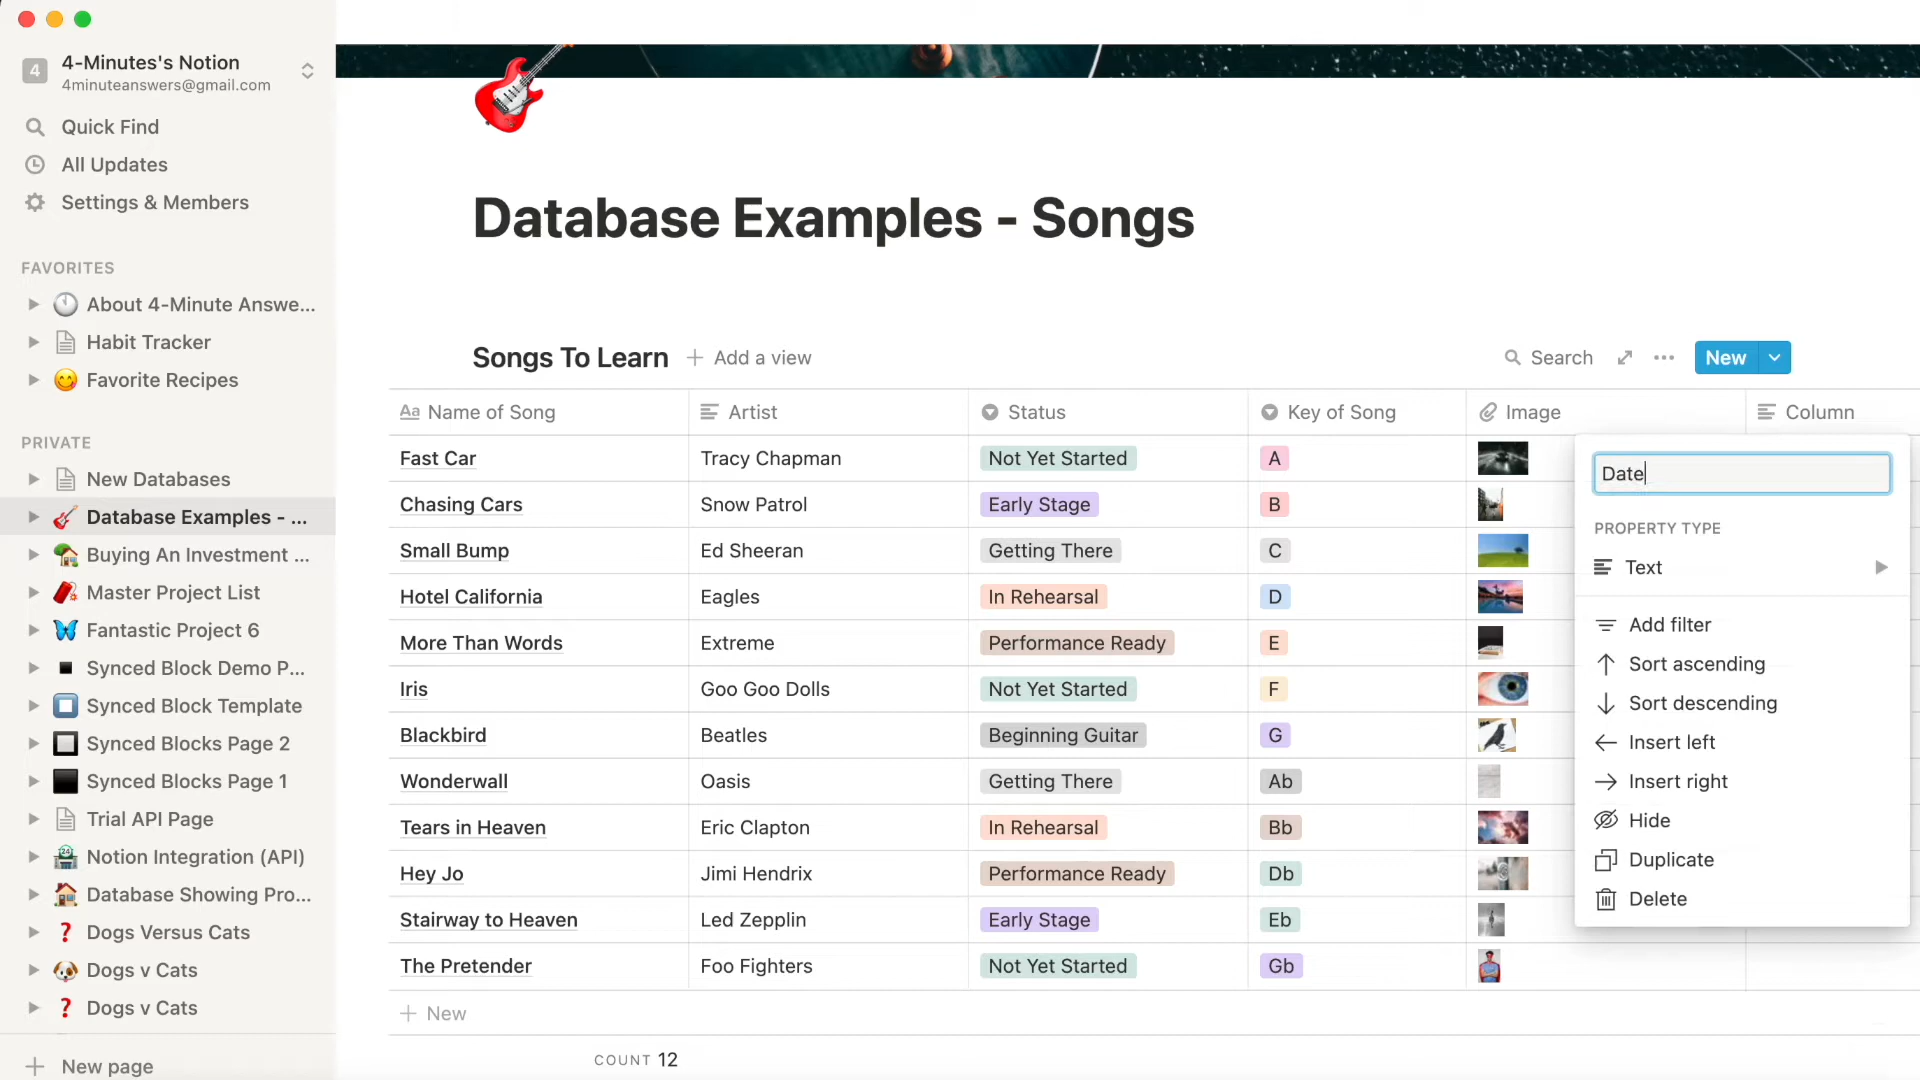 4 4-Minutes's Notion
4minuteanswers@gmail.com
Quick Find
All Updates
Settings & Members
FAVORITES
About 4-Minute Answe...
Habit Tracker
Favorite Recipes
PRIVATE
New Databases
Database Examples - ...
Buying An Investment ...
Master Project List
Fantastic Project 6
Synced Block Demo P...
Synced Block Template
Synced Blocks Page 2
Synced Blocks Page 1
Trial API Page
Notion Integration (API)
Database Showing Pro...
Dogs Versus Cats
Dogs v Cats
Dogs v Cats
New page
Database Examples - Songs
Songs To Learn Add a view Search New
Aa Name of Song Artist Status Key of Song Image Column
Fast Car Tracy Chapman Not Yet Started A
Chasing Cars Snow Patrol Early Stage B
Small Bump Ed Sheeran Getting There C
Hotel California Eagles In Rehearsal D
More Than Words Extreme Performance Ready E
Iris Goo Goo Dolls Not Yet Started F
Blackbird Beatles Beginning Guitar G
Wonderwall Oasis Getting There Ab
Tears in Heaven Eric Clapton In Rehearsal Bb
Hey Jo Jimi Hendrix Performance Ready Db
Stairway to Heaven Led Zepplin Early Stage Eb
The Pretender Foo Fighters Not Yet Started Gb
New
COUNT 12
Date
PROPERTY TYPE
Text
Add filter
Sort ascending
Sort descending
Insert left
Insert right
Hide
Duplicate
Delete